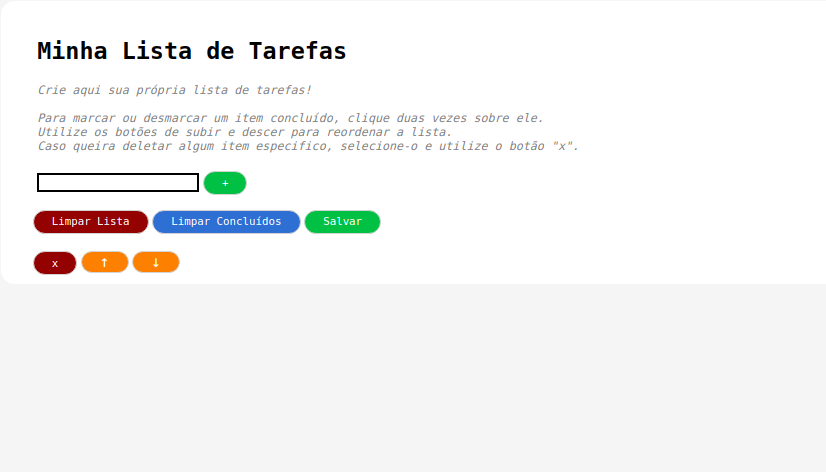 Minha Lista de Tarefas
Crie aqui sua própria lista de tarefas!
Para marcar ou desmarcar um item concluído, clique duas vezes sobre ele.
Utilize os botões de subir e descer para reordenar a lista.
Caso queira deletar algum item especifico, selecione-o e utilize o botão "x".
+
Limpar Lista Limpar Concluídos Salvar
x ↑ ↓